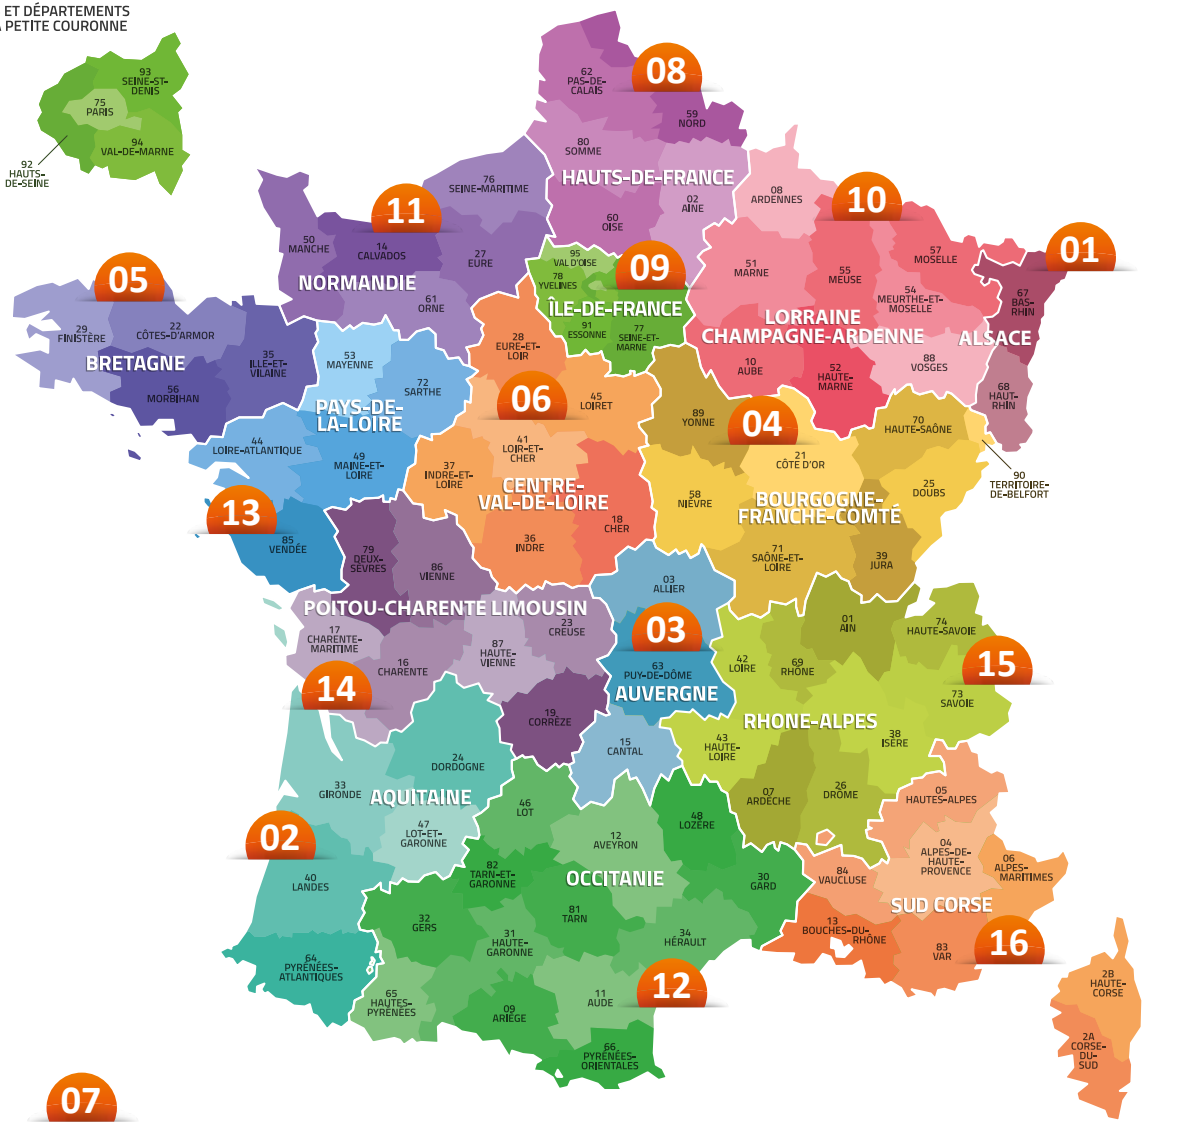 ET DÉPARTEMENTS
A PETITE COURONNE
93
SEINE-ST-
DENIS
75
PARIS
94
VAL-DE-MARNE
92
HAUTS-
DE-SEINE
08
62
PAS-DE-
CALAIS
59
NORD
80
SOMME
HAUTS-DE-FRANCE
02
AINE
60
OISE
11
76
SEINE-MARITIME
50
MANCHE
14
CALVADOS
27
EURE
NORMANDIE
61
ORNE
10
08
ARDENNES
51
MARNE
55
MEUSE
57
MOSELLE
54
MEURTHE-ET-
MOSELLE
LORRAINE
CHAMPAGNE-ARDENNE
10
AUBE
52
HAUTE-
MARNE
88
VOSGES
01
67
BAS-
RHIN
ALSACE
68
HAUT-
RHIN
09
95
VAL D'OISE
78
YVELINES
ÎLE-DE-FRANCE
91
ESSONNE
77
SEINE-ET-
MARNE
05
29
FINISTÈRE
22
CÔTES-D'ARMOR
35
ILLE-ET-
VILAINE
BRETAGNE
56
MORBIHAN
53
MAYENNE
72
SARTHE
PAYS-DE-
LA-LOIRE
44
LOIRE-ATLANTIQUE
49
MAINE-ET-
LOIRE
13
85
VENDÉE
28
EURE-ET-
LOIR
06
45
LOIRET
41
LOIR-ET-
CHER
37
INDRE-ET-
LOIRE
CENTRE-
VAL-DE-LOIRE
18
CHER
36
INDRE
04
89
YONNE
70
HAUTE-SAÔNE
21
CÔTE D'OR
90
TERRITOIRE-
DE-BELFORT
25
DOUBS
58
NIÈVRE
BOURGOGNE-
FRANCHE-COMTÉ
71
SAÔNE-ET-
LOIRE
39
JURA
79
DEUX-
SÈVRES
86
VIENNE
POITOU-CHARENTE LIMOUSIN
17
CHARENTE-
MARITIME
16
CHARENTE
87
HAUTE-
VIENNE
23
CREUSE
14
19
CORRÈZE
03
ALLIER
03
63
PUY-DE-DÔME
AUVERGNE
15
CANTAL
01
AIN
74
HAUTE-SAVOIE
42
LOIRE
69
RHÔNE
15
73
SAVOIE
RHONE-ALPES
43
HAUTE-
LOIRE
38
ISÈRE
07
ARDÈCHE
26
DRÔME
24
DORDOGNE
33
GIRONDE
AQUITAINE
47
LOT-ET-
GARONNE
02
40
LANDES
64
PYRÉNÉES-
ATLANTIQUES
46
LOT
48
LOZÈRE
12
AVEYRON
82
TARN-ET-
GARONNE
OCCITANIE
30
GARD
32
GERS
81
TARN
31
HAUTE-
GARONNE
34
HÉRAULT
65
HAUTES-
PYRÉNÉES
09
ARIÈGE
11
AUDE
12
66
PYRÉNÉES-
ORIENTALES
05
HAUTES-ALPES
04
ALPES-DE-
HAUTE-
PROVENCE
06
ALPES-
MARITIMES
84
VAUCLUSE
SUD CORSE
13
BOUCHES-DU-
RHÔNE
83
VAR
16
2B
HAUTE-
CORSE
2A
CORSE-
DU-
SUD
07